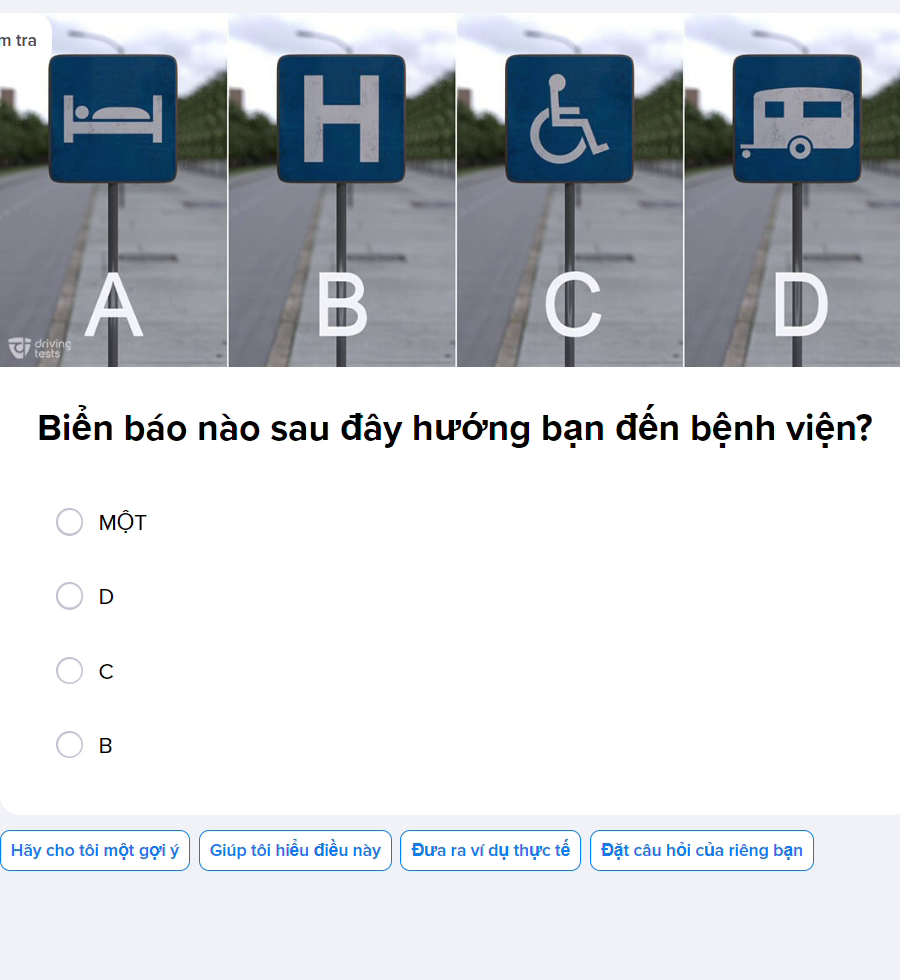 m tra
H
A B C D
driving
tests
Biển báo nào sau đây hướng bạn đến bệnh viện?
MỘT
D
C
B
Hãy cho tôi một gợi ý Giúp tôi hiểu điều này Đưa ra ví dụ thực tế Đặt câu hỏi của riêng bạn